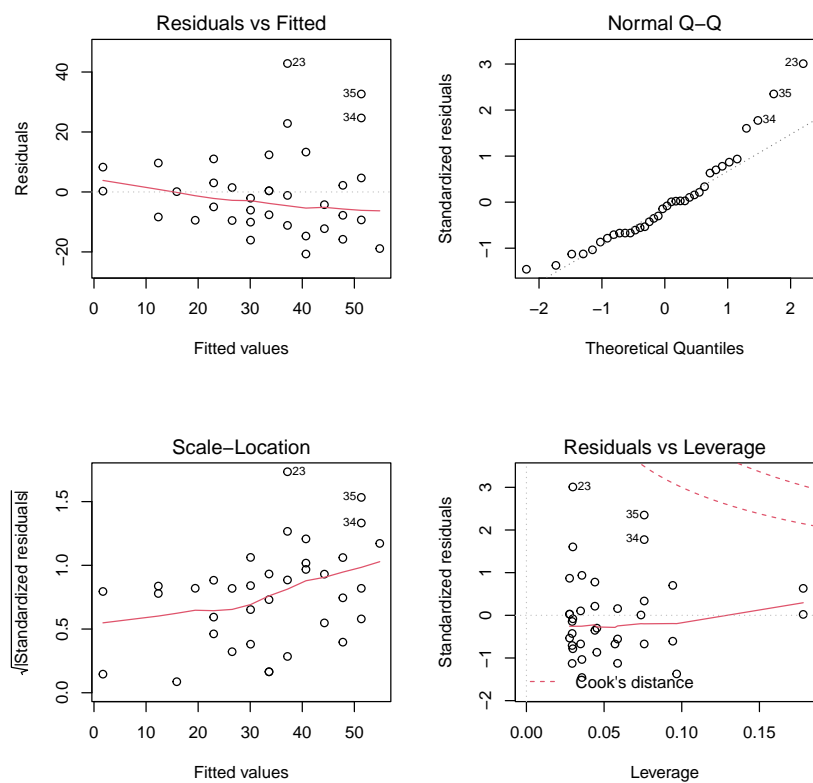 Residuals vs Fitted
Residuals
−20 0 20 40
23
35
34
0 10 20 30 40 50
Fitted values
Normal Q−Q
Standardized residuals
−1 0 1 2 3
23
35
34
−2 −1 0 1 2
Theoretical Quantiles
Scale−Location
√|Standardized residuals|
0.0 0.5 1.0 1.5
23
35
34
0 10 20 30 40 50
Fitted values
Residuals vs Leverage
Standardized residuals
−2 −1 0 1 2 3
23
35
34
Cook's distance
0.00 0.05 0.10 0.15
Leverage